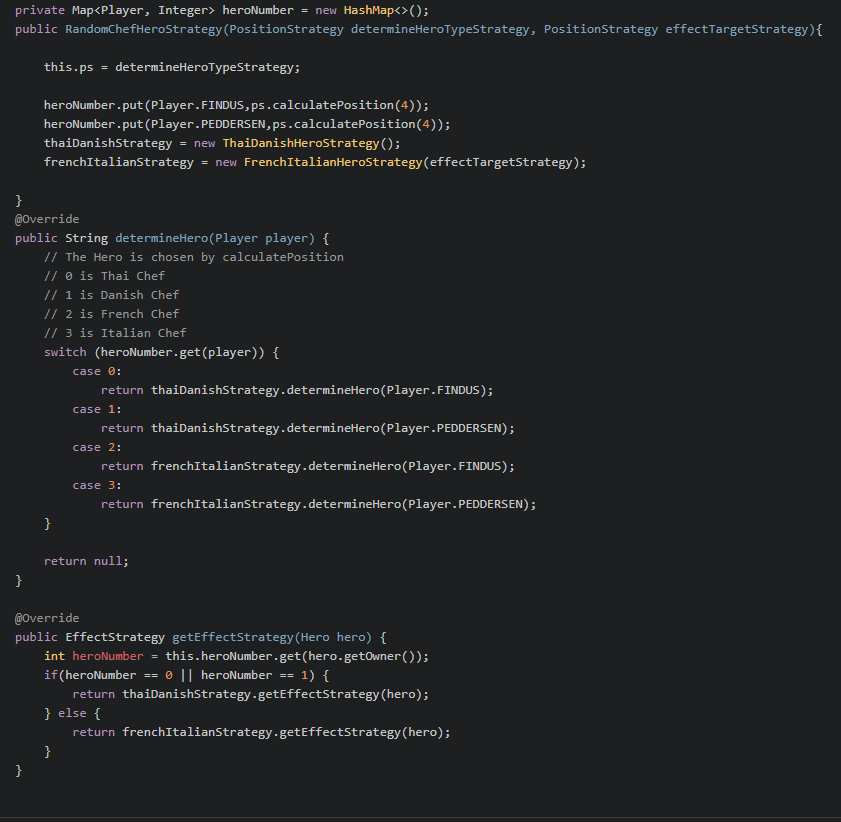 private Map<Player, Integer> heroNumber = new HashMap<>();
public RandomChefHeroStrategy(PositionStrategy determineHeroTypeStrategy, PositionStrategy effectTargetStrategy){
this.ps = determineHeroTypeStrategy;
heroNumber.put(Player.FINDUS,ps.calculatePosition(4));
heroNumber.put(Player.PEDDERSEN,ps.calculatePosition(4));
thaiDanishStrategy = new ThaiDanishHeroStrategy();
frenchItalianStrategy = new FrenchItalianHeroStrategy(effectTargetStrategy);
}
@Override
public String determineHero(Player player) {
// The Hero is chosen by calculatePosition
// 0 is Thai Chef
// 1 is Danish Chef
// 2 is French Chef
// 3 is Italian Chef
switch (heroNumber.get(player)) {
case 0:
return thaiDanishStrategy.determineHero(Player.FINDUS);
case 1:
return thaiDanishStrategy.determineHero(Player.PEDDERSEN);
case 2:
return frenchItalianStrategy.determineHero(Player.FINDUS);
case 3:
return frenchItalianStrategy.determineHero(Player.PEDDERSEN);
}
return null;
}
@Override
public EffectStrategy getEffectStrategy(Hero hero) {
int heroNumber = this.heroNumber.get(hero.getOwner());
if(heroNumber == 0 || heroNumber == 1) {
return thaiDanishStrategy.getEffectStrategy(hero);
} else {
return frenchItalianStrategy.getEffectStrategy(hero);
}
}